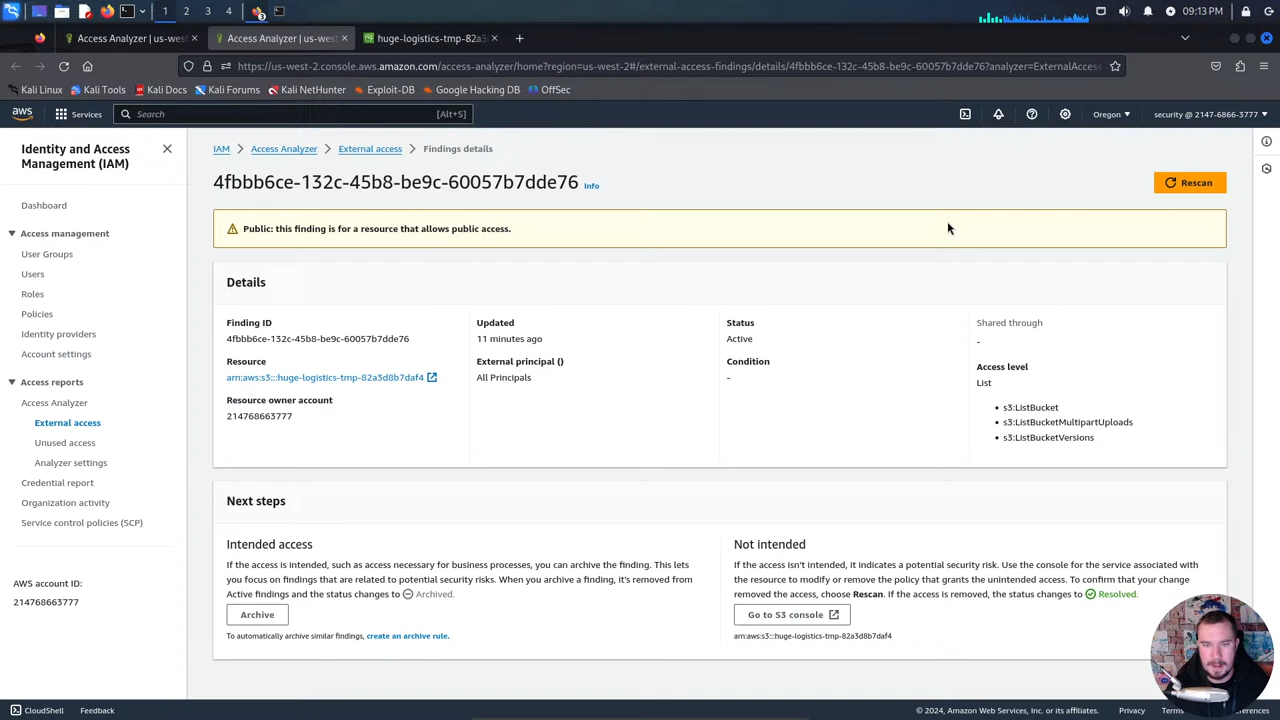 1 2 3 4 3 09:13 PM
Access Analyzer | us-wes
Access Analyzer | us-west
huge-logistics-tmp-82a3
https://us-west-2.console.aws.amazon.com/access-analyzer/home?region=us-west-2#/external-access-findings/details/4fbbb6ce-132c-45b8-be9c-60057b7dde76?analyzer=ExternalAccess
Kali Linux Kali Tools Kali Docs Kali Forums Kali NetHunter Exploit-DB Google Hacking DB OffSec
aws Services Search [Alt+S] Oregon security @ 2147-6866-3777
Identity and Access
Management (IAM)
Dashboard
Access management
User Groups
Users
Roles
Policies
Identity providers
Account settings
Access reports
Access Analyzer
External access
Unused access
Analyzer settings
Credential report
Organization activity
Service control policies (SCP)
AWS account ID:
214768663777
IAM Access Analyzer External access Findings details
4fbbb6ce-132c-45b8-be9c-60057b7dde76 Info
Rescan
Public: this finding is for a resource that allows public access.
Details
Finding ID
4fbbb6ce-132c-45b8-be9c-60057b7dde76
Resource
arn:aws:s3:::huge-logistics-tmp-82a3d8b7daf4
Resource owner account
214768663777
Updated
11 minutes ago
External principal ()
All Principals
Status
Active
Condition
-
Shared through
-
Access level
List
• s3:ListBucket
• s3:ListBucketMultipartUploads
• s3:ListBucketVersions
Next steps
Intended access
If the access is intended, such as access necessary for business processes, you can archive the finding. This lets
you focus on findings that are related to potential security risks. When you archive a finding, it's removed from
Active findings and the status changes to Archived.
Archive
To automatically archive similar findings, create an archive rule.
Not intended
If the access isn't intended, it indicates a potential security risk. Use the console for the service associated with
the resource to modify or remove the policy that grants the unintended access. To confirm that your change
removed the access, choose Rescan. If the access is removed, the status changes to Resolved.
Go to S3 console
arn:aws:s3:::huge-logistics-tmp-82a3d8b7daf4
CloudShell Feedback © 2024, Amazon Web Services, Inc. or its affiliates. Privacy Terms